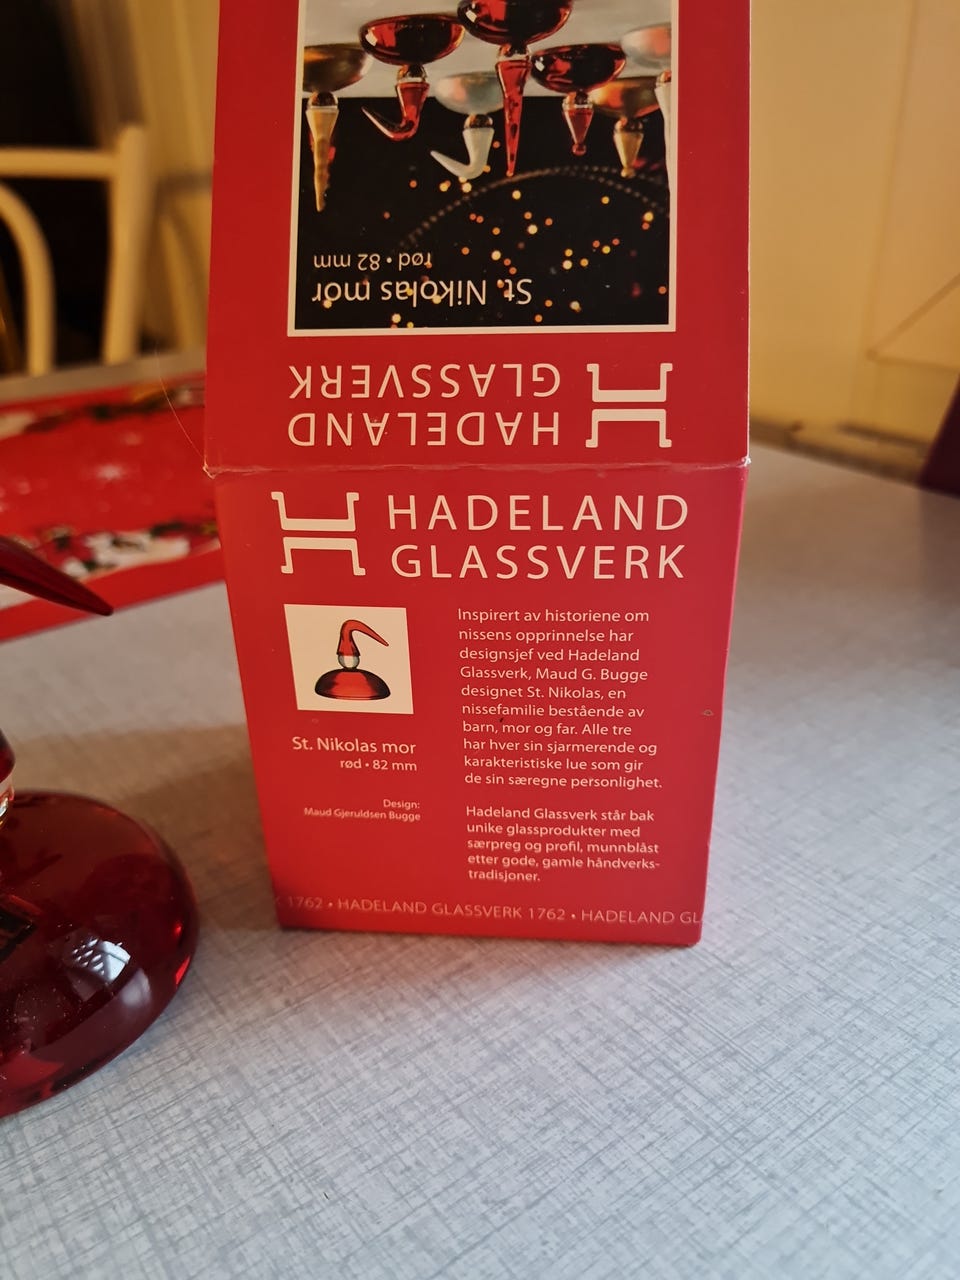 St. Nikolas mor
rød • 82 mm
HADELAND
GLASSVERK
HADELAND
GLASSVERK
St. Nikolas mor
rød • 82 mm
Design:
Maud Gjeruldsen Bugge
Inspirert av historiene om
nissens opprinnelse har
designsjef ved Hadeland
Glassverk, Maud G. Bugge
designet St. Nikolas, en
nissefamilie bestående av
barn, mor og far. Alle tre
har hver sin sjarmerende og
karakteristiske lue som gir
de sin særegne personlighet.
Hadeland Glassverk står bak
unike glassprodukter med
særpreg og profil, munnblåst
etter gode, gamle håndverks-
tradisjoner.
1762 • HADELAND GLASSVERK 1762 • HADELAND GL